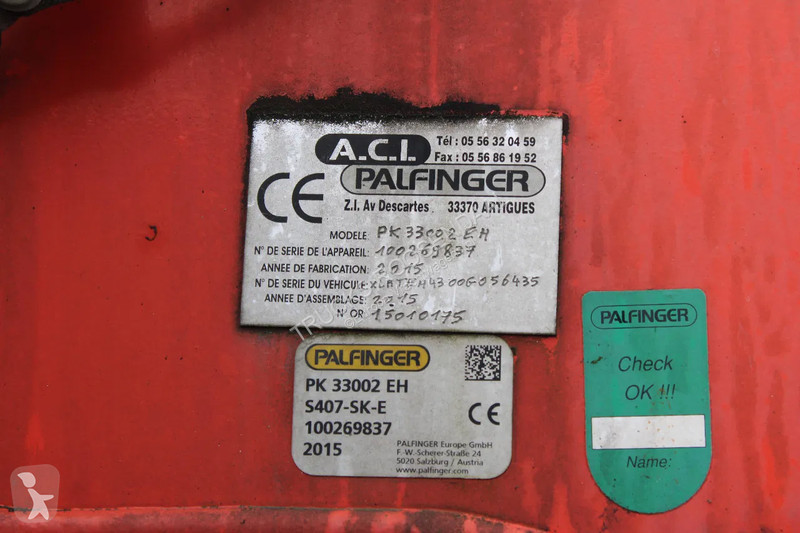 A.C.I.
Tél : 05 56 32 04 59
Fax : 05 56 86 19 52
CE
PALFINGER
Z.I. Av Descartes 33370 ARTIGUES
MODELE: PK 33002 EH
N° DE SERIE DE L'APPAREIL: 100269837
ANNEE DE FABRICATION: 2015
N° DE SERIE DU VEHICULE
ANNEE D'ASSEMBLAGE: 2015
N° OR: 15010175
PALFINGER
PK 33002 EH
S407-SK-E
100269837
2015
CE
PALFINGER Europe GmbH
F.-W.-Scherer-Straße 24
5020 Salzburg / Austria
www.palfinger.com
PALFINGER
Check
OK !!!
Name: